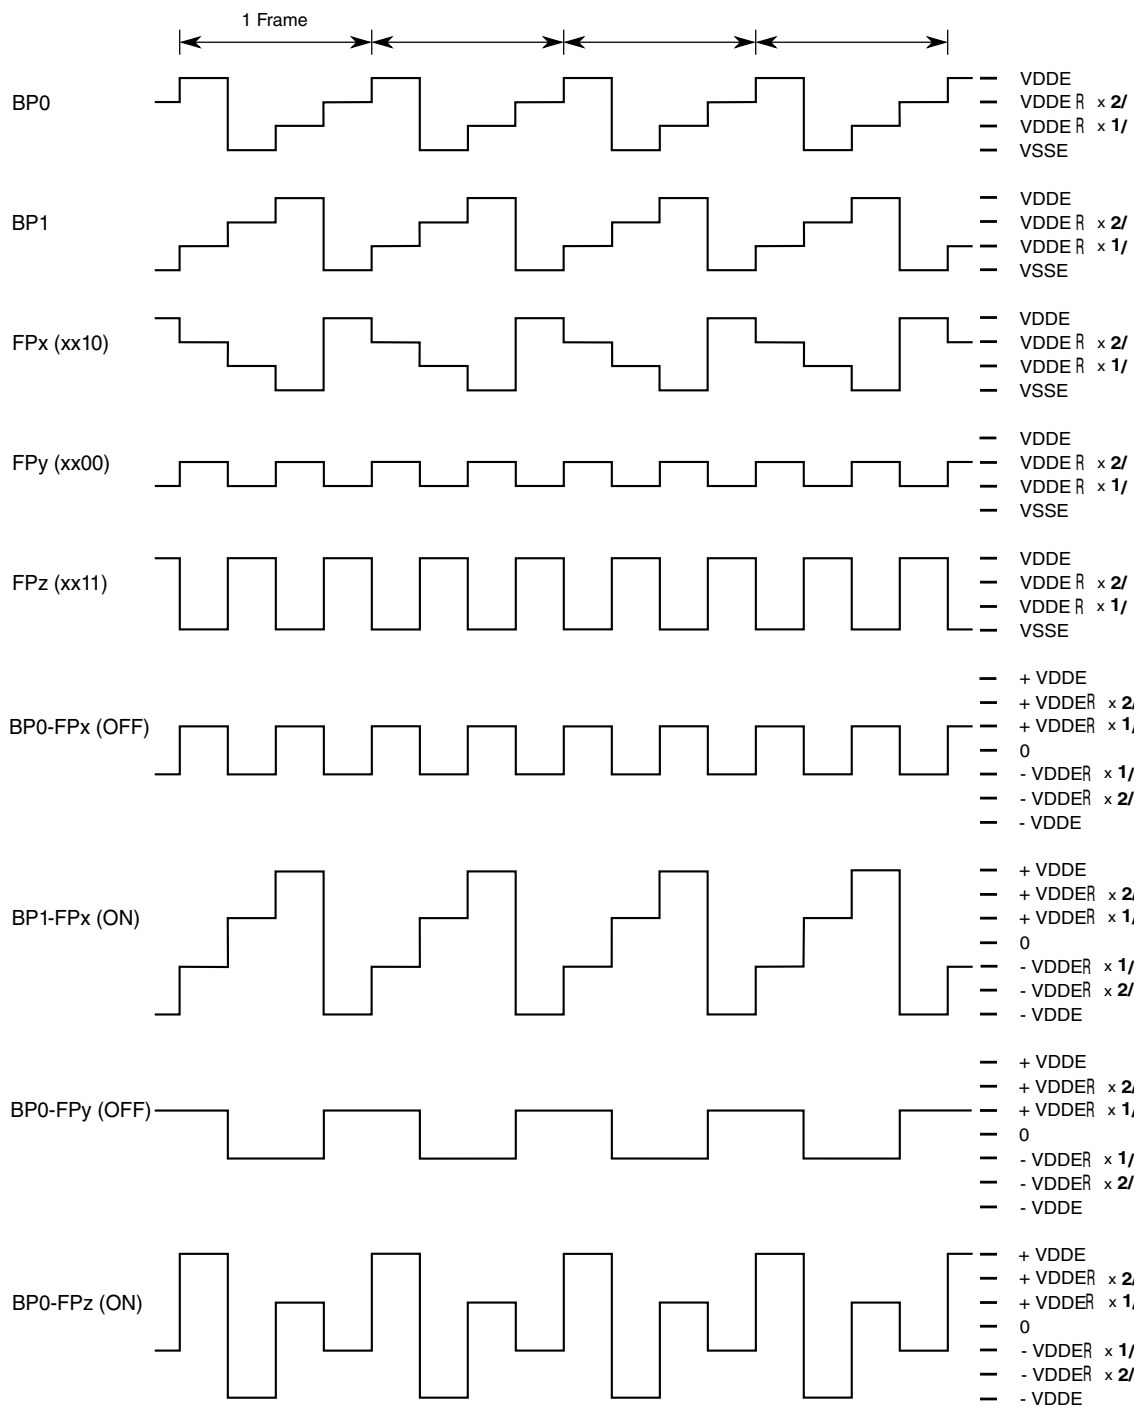 1 Frame
BP0
VDDE
VDDE R x 2/
VDDE R x 1/
VSSE
BP1
VDDE
VDDE R x 2/
VDDE R x 1/
VSSE
FPx (xx10)
VDDE
VDDE R x 2/
VDDE R x 1/
VSSE
FPy (xx00)
VDDE
VDDE R x 2/
VDDE R x 1/
VSSE
FPz (xx11)
VDDE
VDDE R x 2/
VDDE R x 1/
VSSE
BP0-FPx (OFF)
+ VDDE
+ VDDER x 2/
+ VDDER x 1/
0
- VDDER x 1/
- VDDER x 2/
- VDDE
BP1-FPx (ON)
+ VDDE
+ VDDER x 2/
+ VDDER x 1/
0
- VDDER x 1/
- VDDER x 2/
- VDDE
BP0-FPy (OFF)
+ VDDE
+ VDDER x 2/
+ VDDER x 1/
0
- VDDER x 1/
- VDDER x 2/
- VDDE
BP0-FPz (ON)
+ VDDE
+ VDDER x 2/
+ VDDER x 1/
0
- VDDER x 1/
- VDDER x 2/
- VDDE